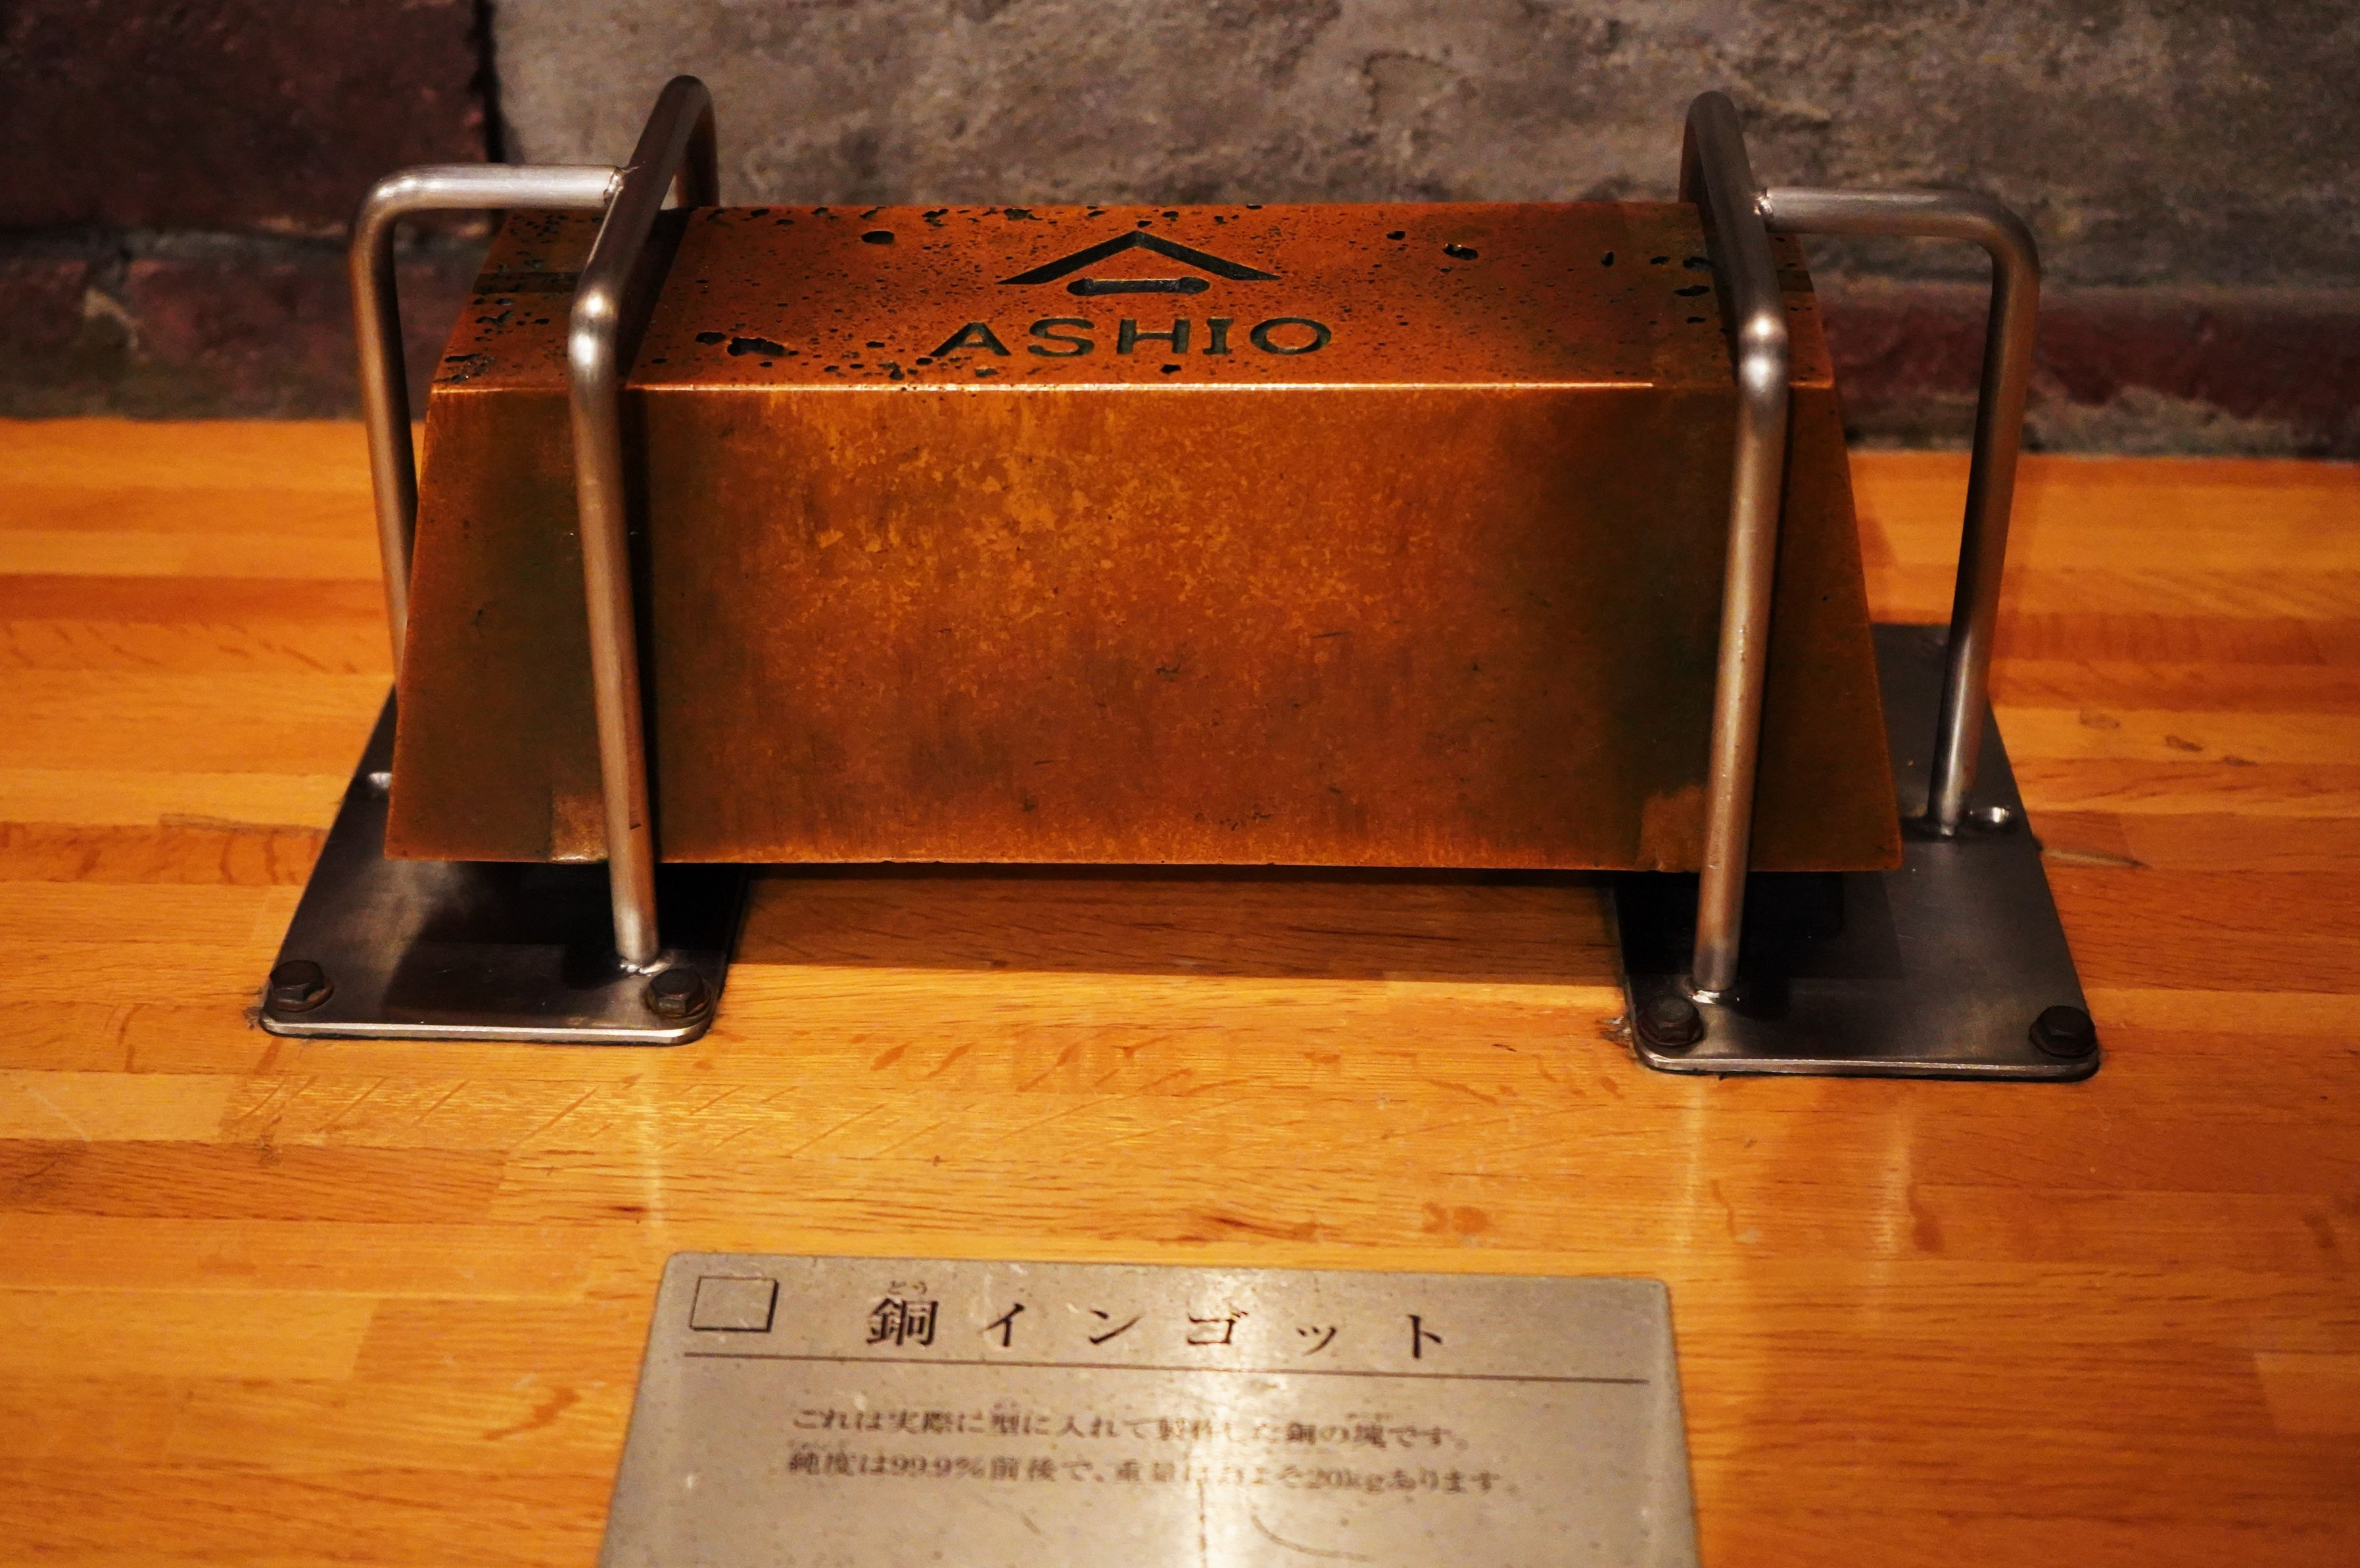 ASHIO
どう
銅インゴット
これは実際に型に入れて製作した銅の塊です。
純度は99.9%前後で、重量はおよそ20kgあります。